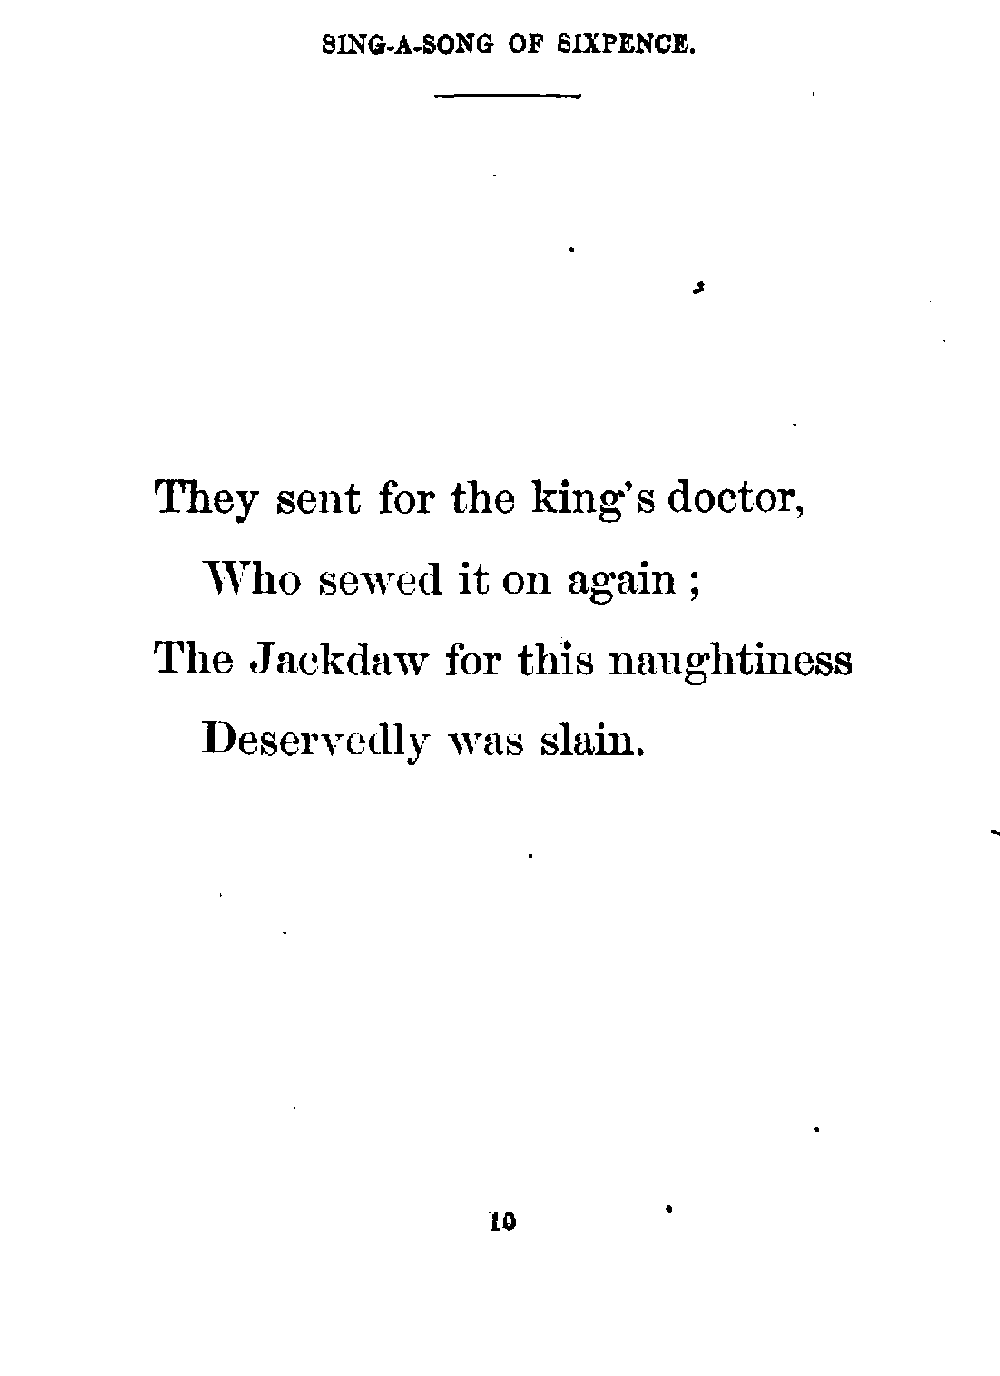 SING-A-SONG OF SIXPENCE.
They sent for the king's doctor,
Who sewed it on again ;
The Jackdaw for this naughtiness
Deservedly was slain.
10